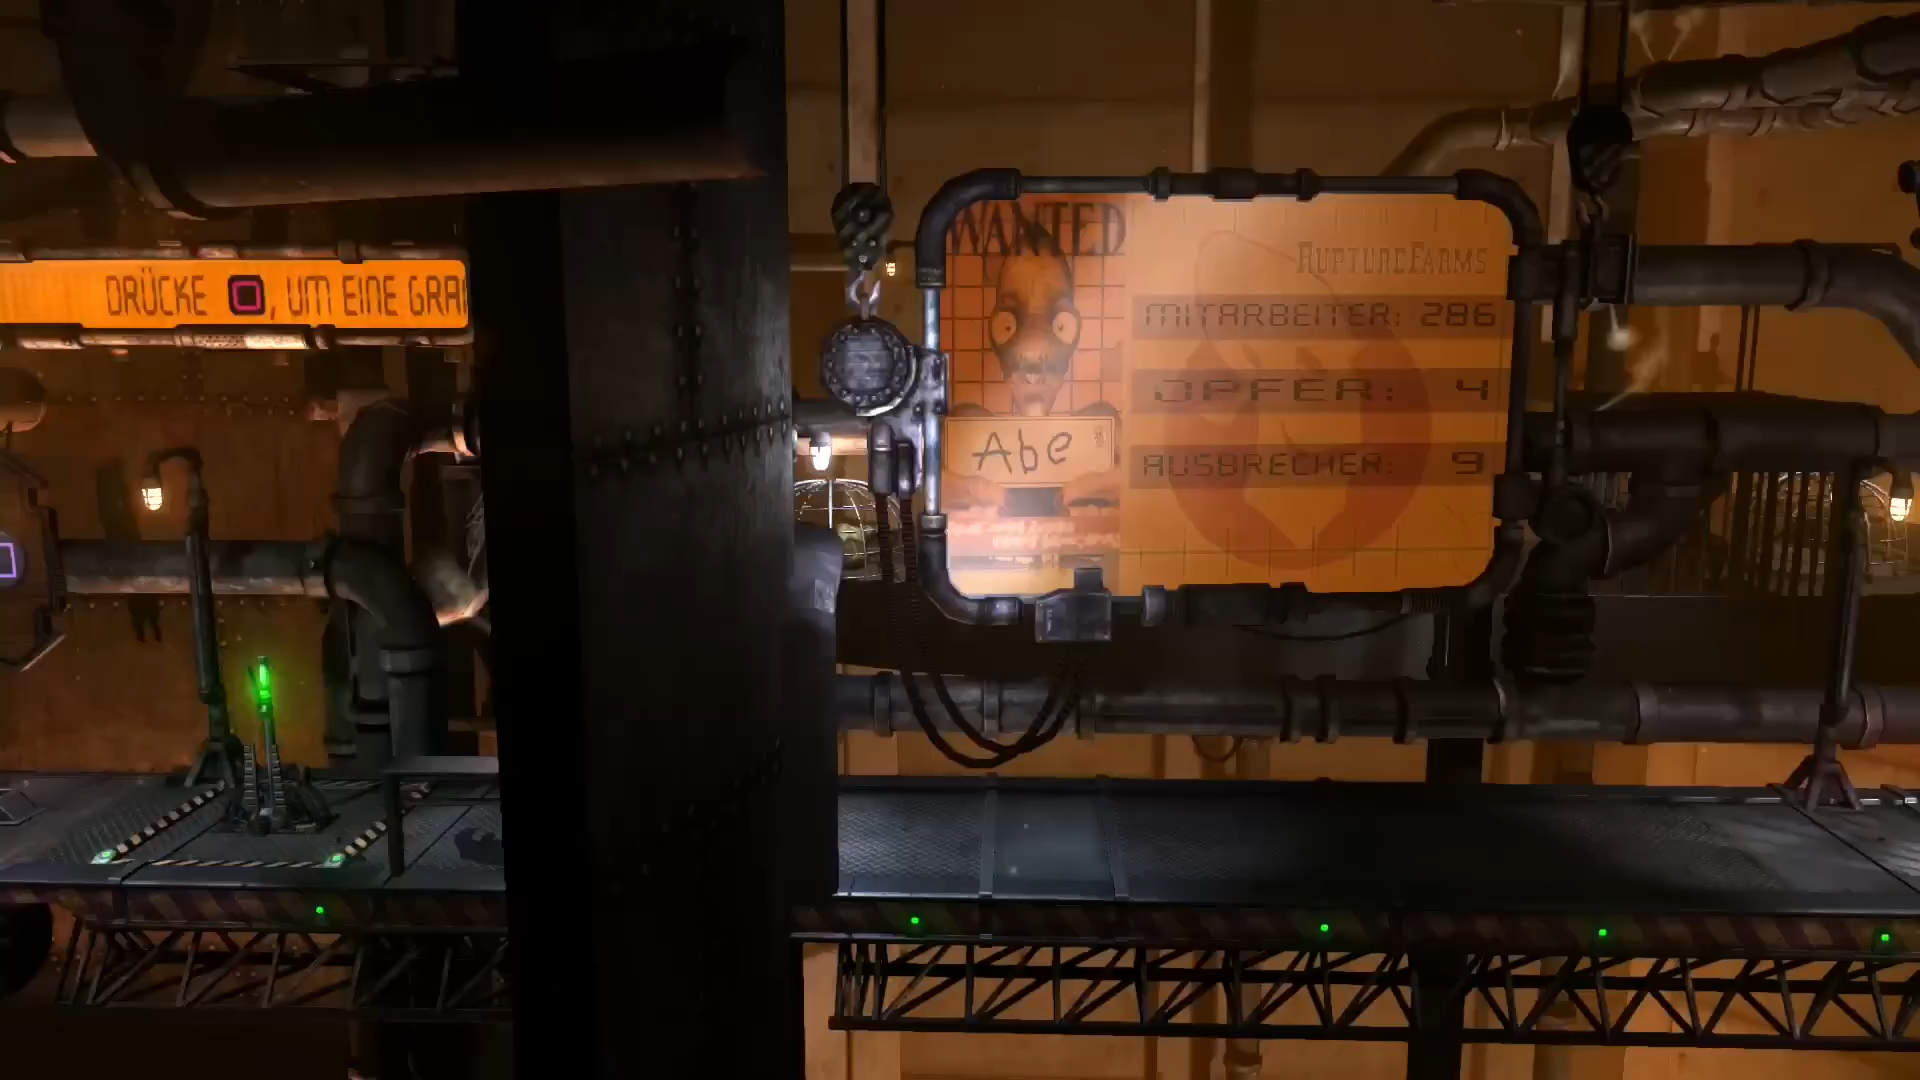 DRÜCKE , UM EINE GRA
WANTED
Abe
RUPTUREFARMS
MITARBEITER: 286
OPFER: 4
AUSBRECHER: 9